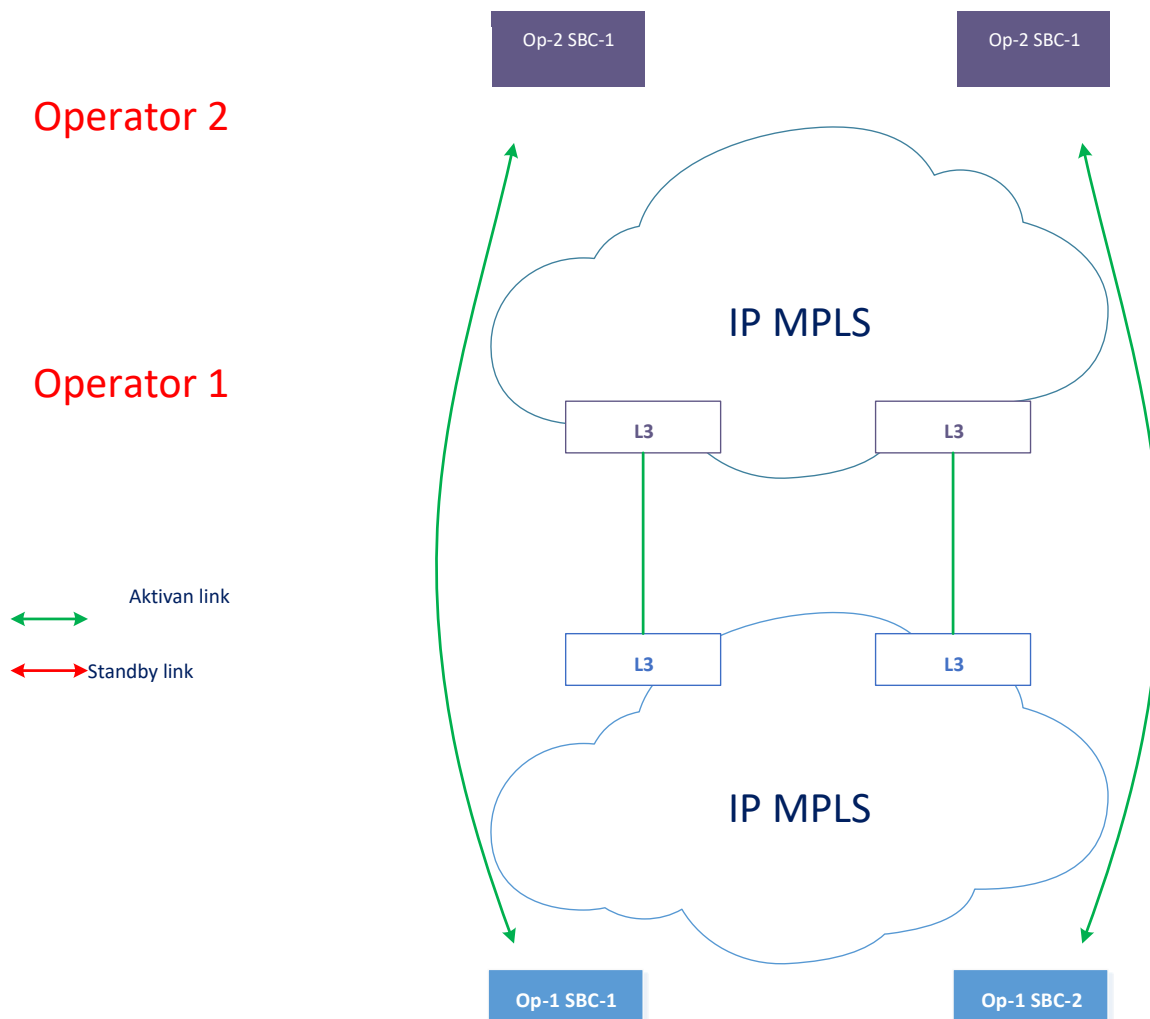 Op-2 SBC-1
Op-2 SBC-1
Operator 2
IP MPLS
Operator 1
L3
L3
Aktivan link
L3
L3
Standby link
IP MPLS
Op-1 SBC-1
Op-1 SBC-2